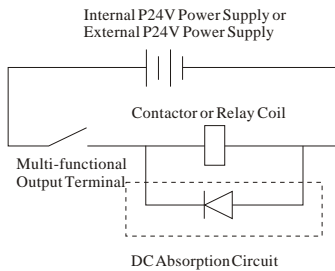 Internal P24V Power Supply or
External P24V Power Supply
Contactor or Relay Coil
Multi-functional
Output Terminal
DC Absorption Circuit